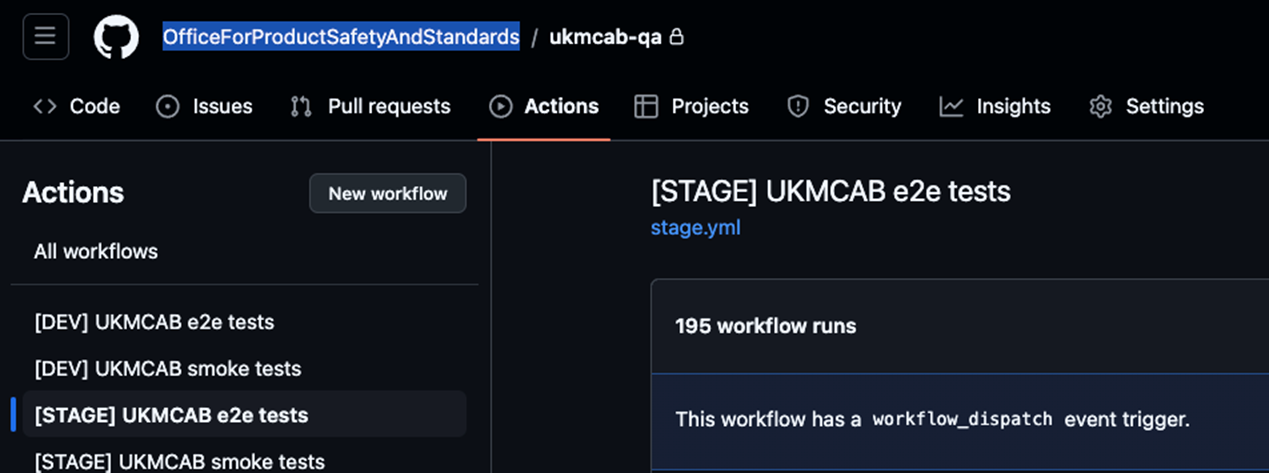 OfficeForProductSafetyAndStandards / ukmcab-qa
Code Issues Pull requests Actions Projects Security Insights Settings
Actions
New workflow
All workflows
[DEV] UKMCAB e2e tests
[DEV] UKMCAB smoke tests
[STAGE] UKMCAB e2e tests
[STAGE] UKMCAB smoke tests
[STAGE] UKMCAB e2e tests
stage.yml
195 workflow runs
This workflow has a workflow_dispatch event trigger.